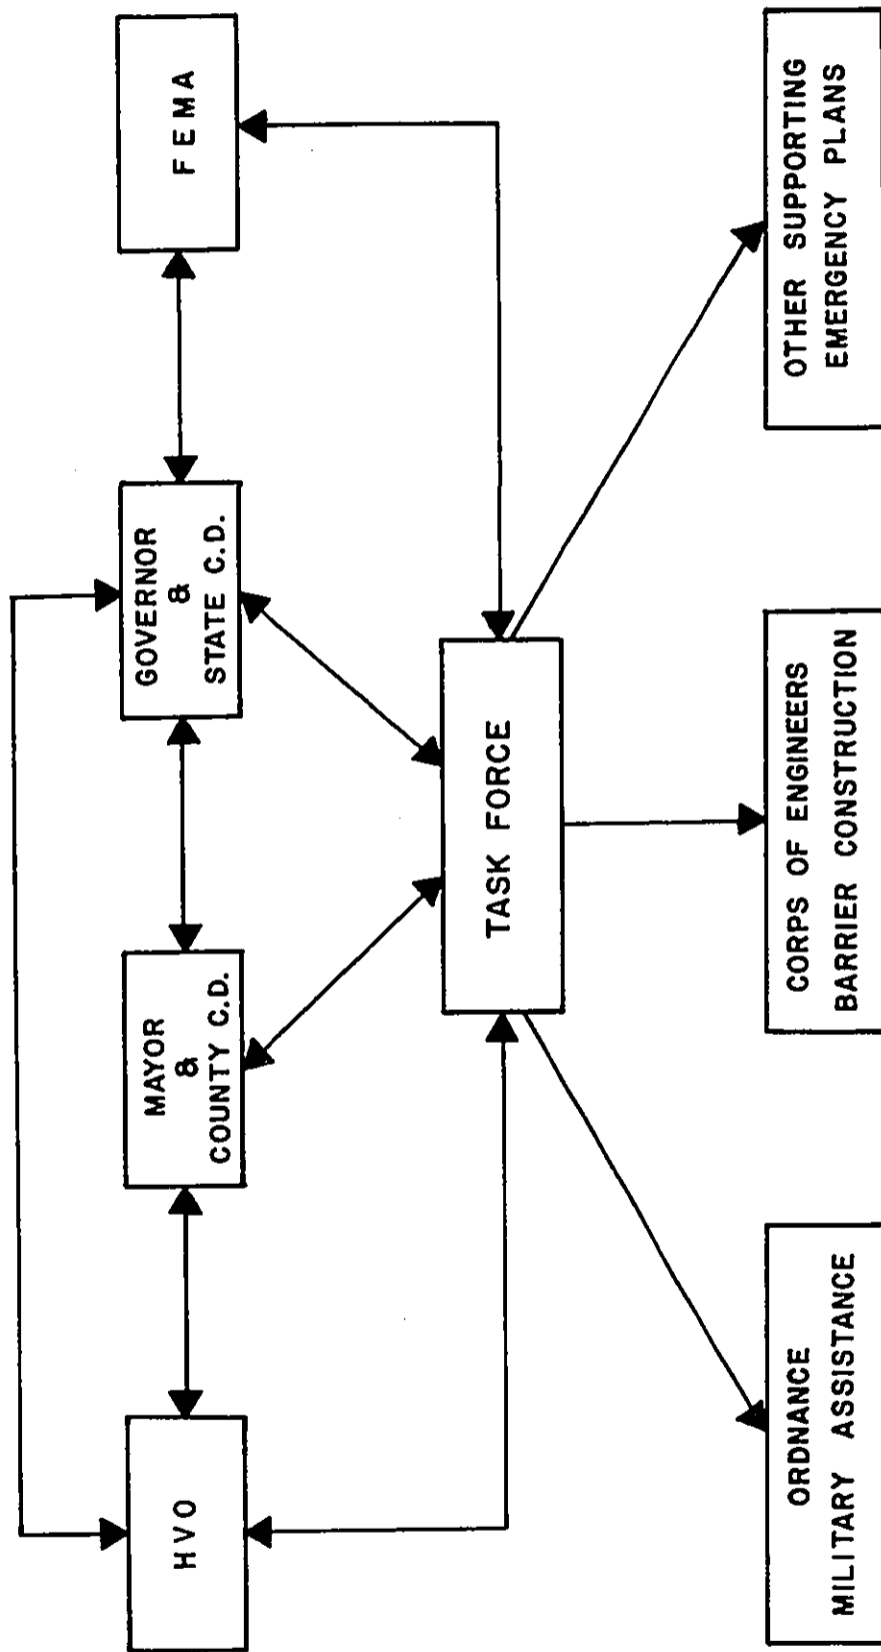 HVO
MAYOR
&
COUNTY C.D.
GOVERNOR
&
STATE C.D.
FEMA
TASK FORCE
ORDNANCE
MILITARY ASSISTANCE
CORPS OF ENGINEERS
BARRIER CONSTRUCTION
OTHER SUPPORTING
EMERGENCY PLANS